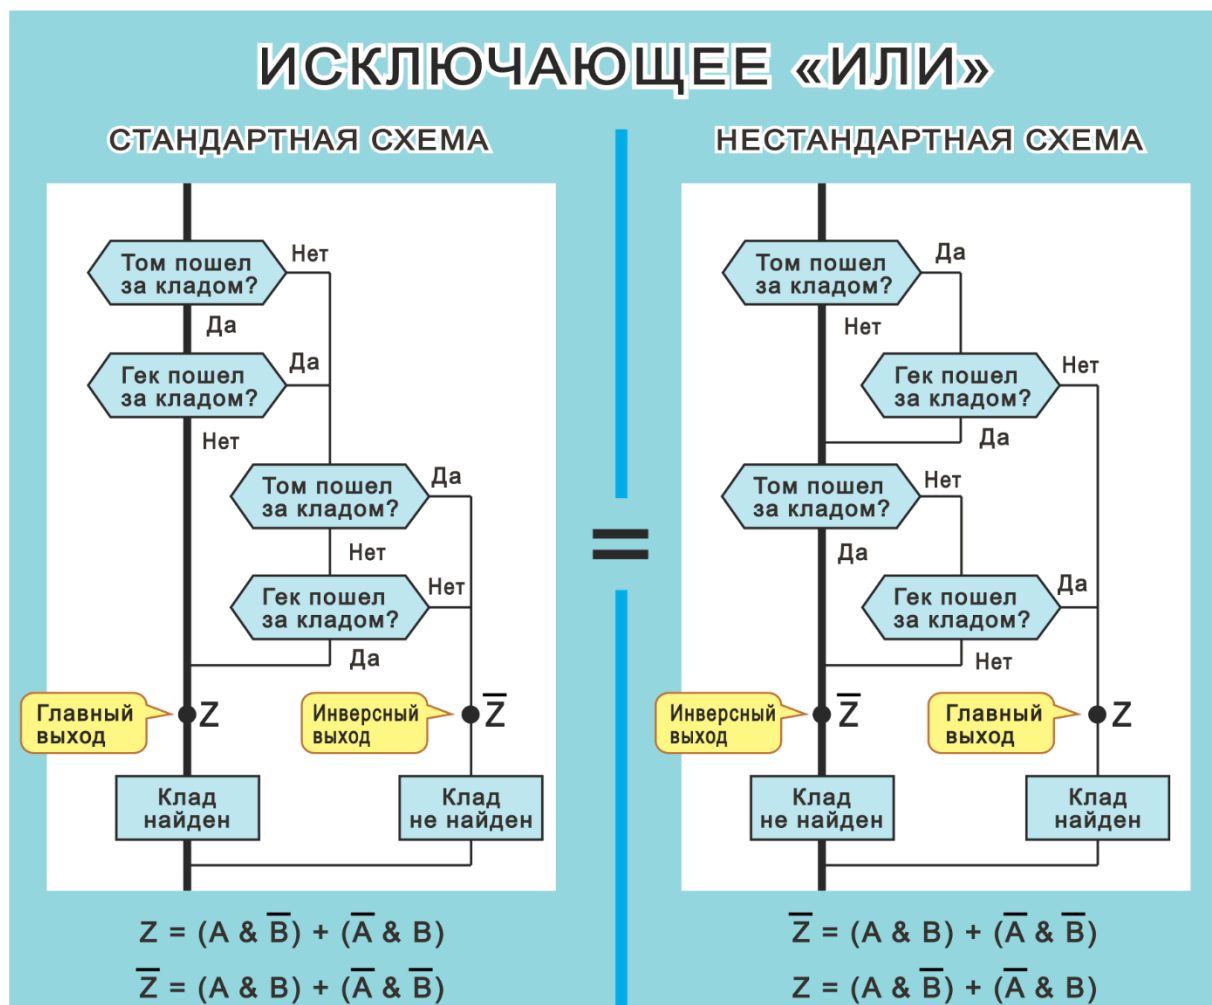 ИСКЛЮЧАЮЩЕЕ «ИЛИ»
СТАНДАРТНАЯ СХЕМА
Том пошел
за кладом?
Нет
Да
Гек пошел
за кладом?
Да
Нет
Том пошел
за кладом?
Да
Нет
Гек пошел
за кладом?
Нет
Да
Главный
выход
Z
Инверсный
выход
Z̅
Клад
найден
Клад
не найден
Z = (A & B̅) + (A̅ & B)
Z̅ = (A & B) + (A̅ & B̅)
=
НЕСТАНДАРТНАЯ СХЕМА
Том пошел
за кладом?
Да
Нет
Гек пошел
за кладом?
Нет
Да
Том пошел
за кладом?
Нет
Да
Гек пошел
за кладом?
Да
Нет
Инверсный
выход
Z̅
Главный
выход
Z
Клад
не найден
Клад
найден
Z̅ = (A & B) + (A̅ & B̅)
Z = (A & B̅) + (A̅ & B)